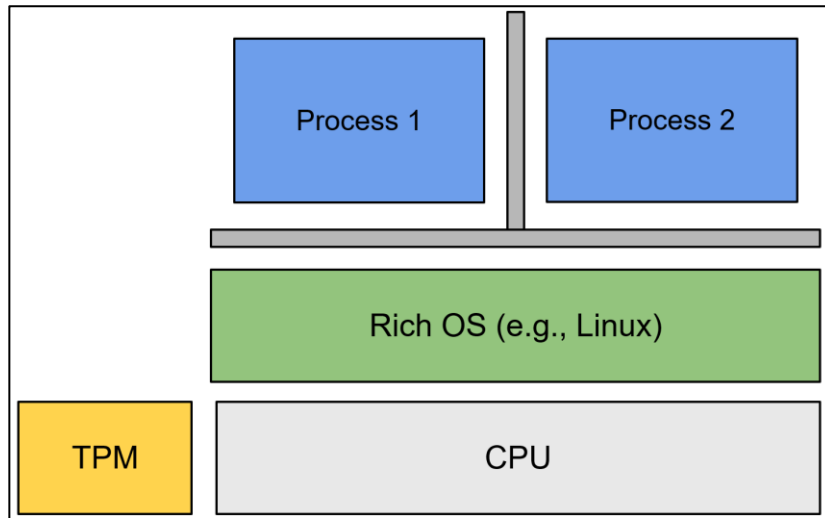 Process 1
Process 2
Rich OS (e.g., Linux)
TPM
CPU